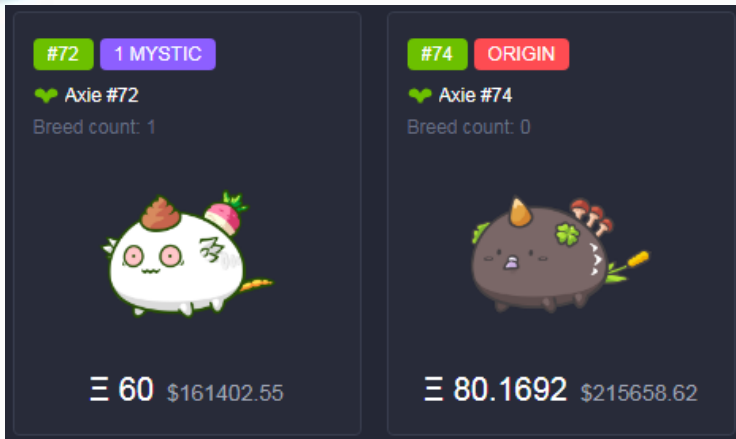 #72 1 MYSTIC
Axie #72
Breed count: 1
Ξ 60 $161402.55
#74 ORIGIN
Axie #74
Breed count: 0
Ξ 80.1692 $215658.62